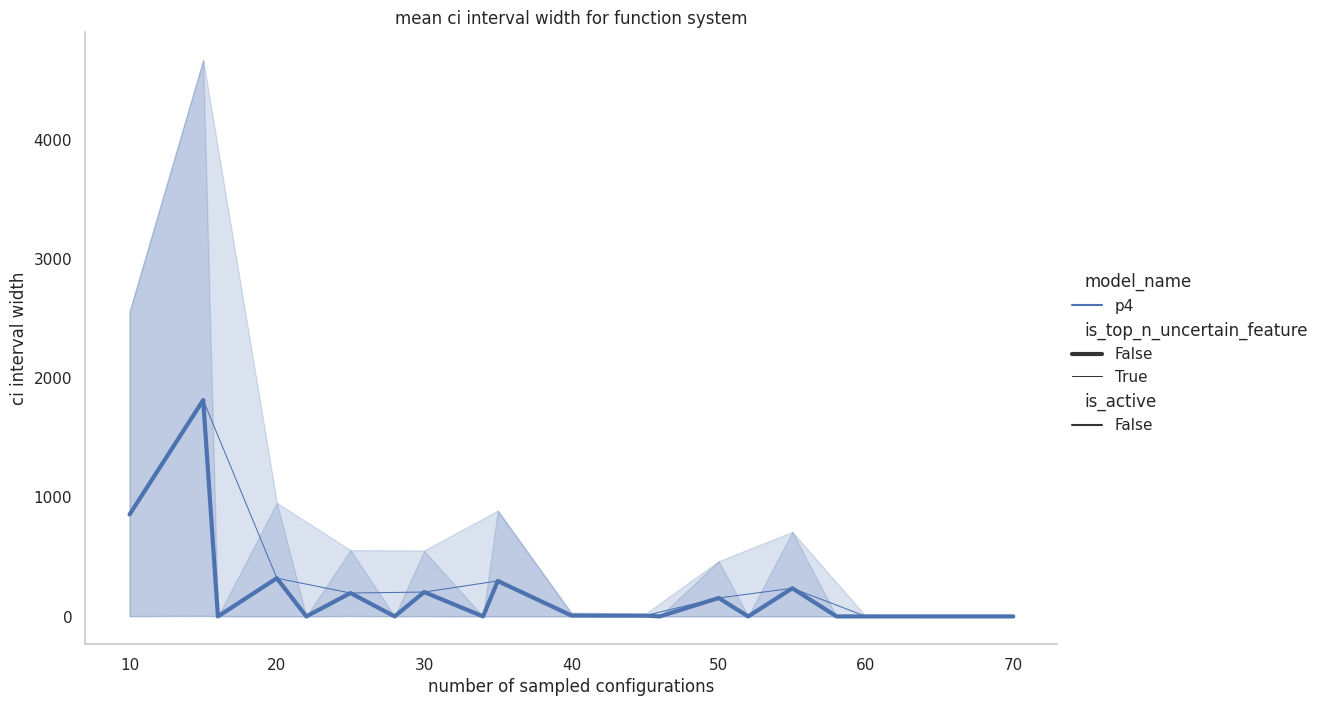 mean ci interval width for function system
ci interval width
4000
3000
2000
1000
0
10 20 30 40 50 60 70
number of sampled configurations
model_name
p4
is_top_n_uncertain_feature
False
True
is_active
False